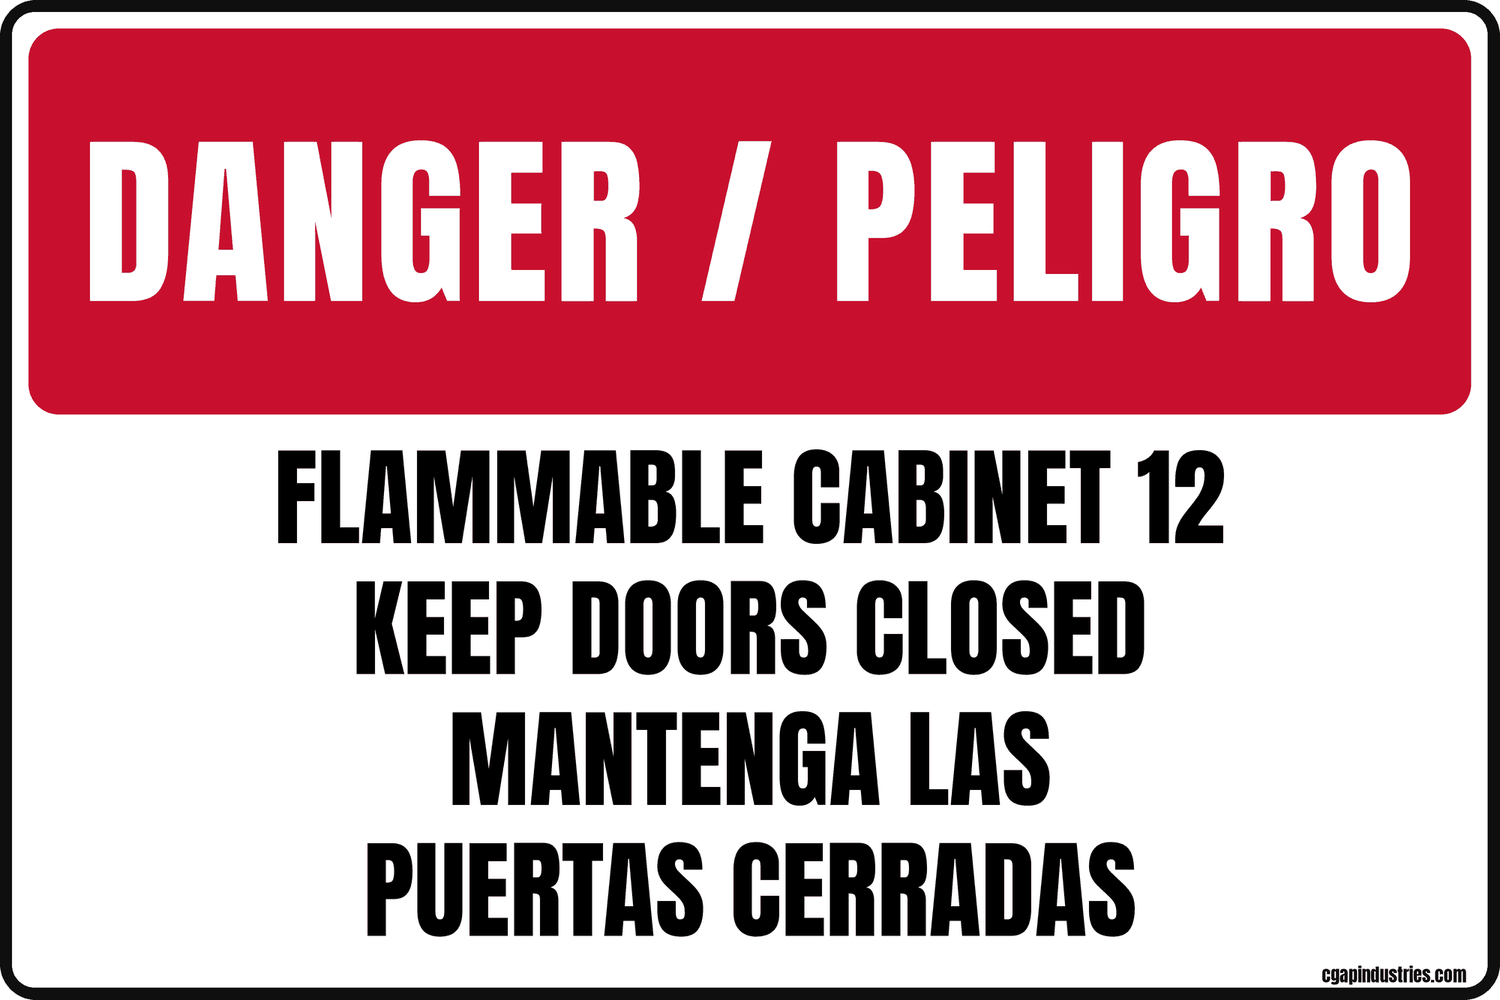 DANGER / PELIGRO
FLAMMABLE CABINET 12
KEEP DOORS CLOSED
MANTENGA LAS
PUERTAS CERRADAS
cgapindustries.com